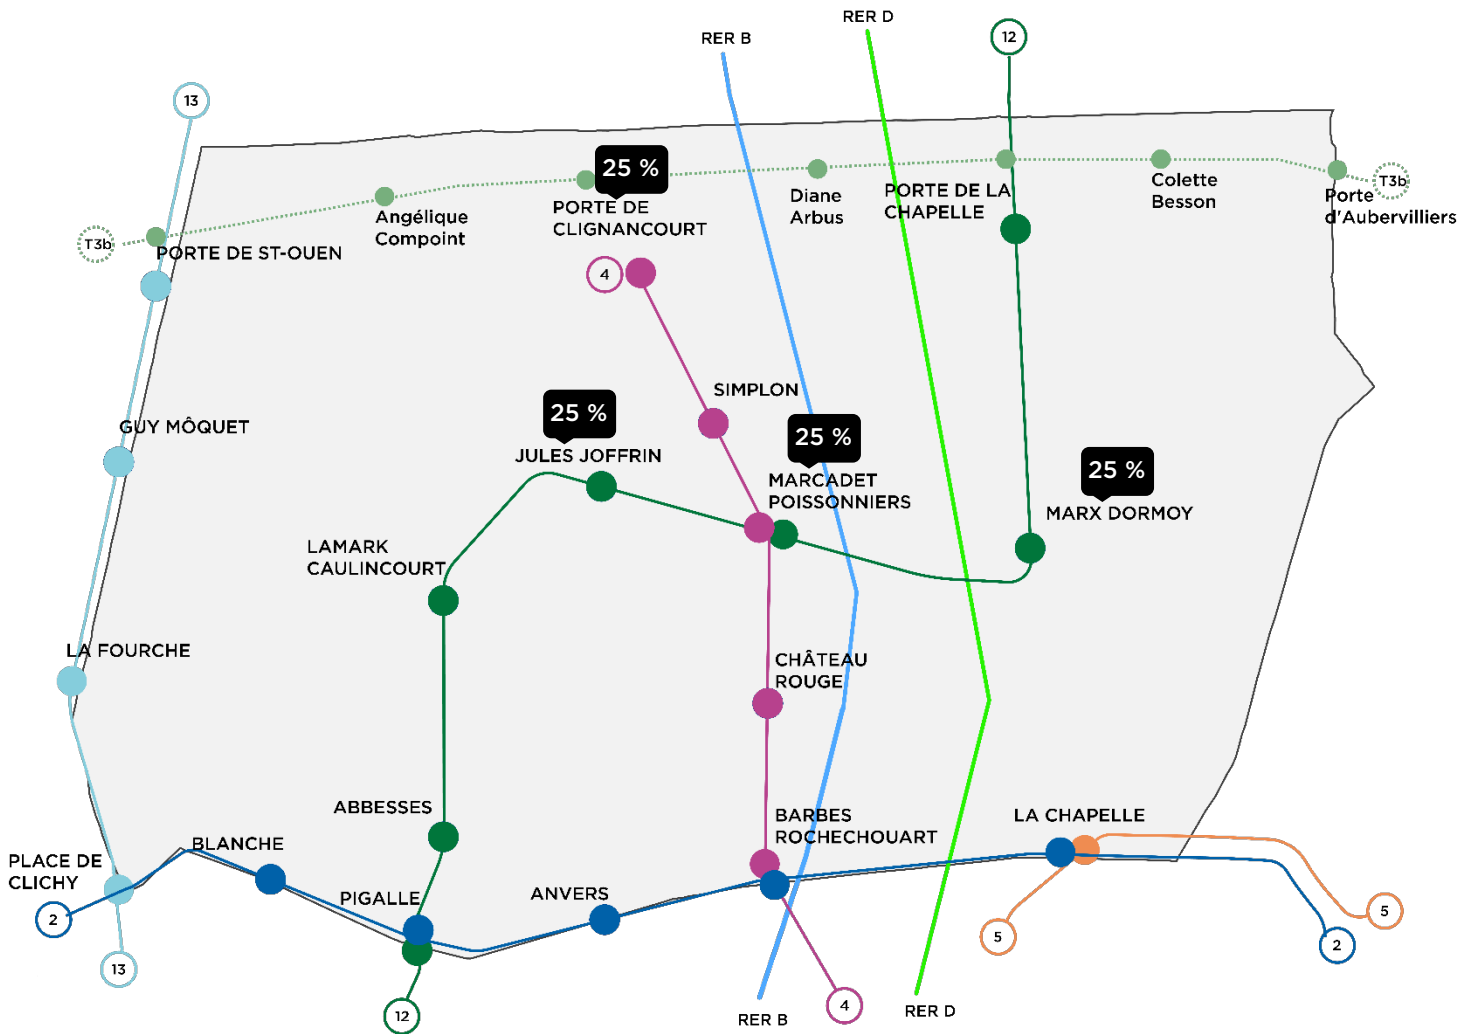 RER D
RER B
12
13
25 %
T3b
PORTE DE ST-OUEN
Angélique
Compoint
PORTE DE
CLIGNANCOURT
Diane
Arbus
PORTE DE LA
CHAPELLE
Colette
Besson
Porte
d'Aubervilliers
T3b
4
SIMPLON
GUY MÔQUET
25 %
JULES JOFFRIN
25 %
MARCADET
POISSONNIERS
25 %
MARX DORMOY
LAMARK
CAULINCOURT
LA FOURCHE
CHÂTEAU
ROUGE
ABBESSES
BARBES
ROCHECHOUART
LA CHAPELLE
BLANCHE
PLACE DE
CLICHY
PIGALLE
ANVERS
2
13
12
RER B
4
RER D
5
2
5